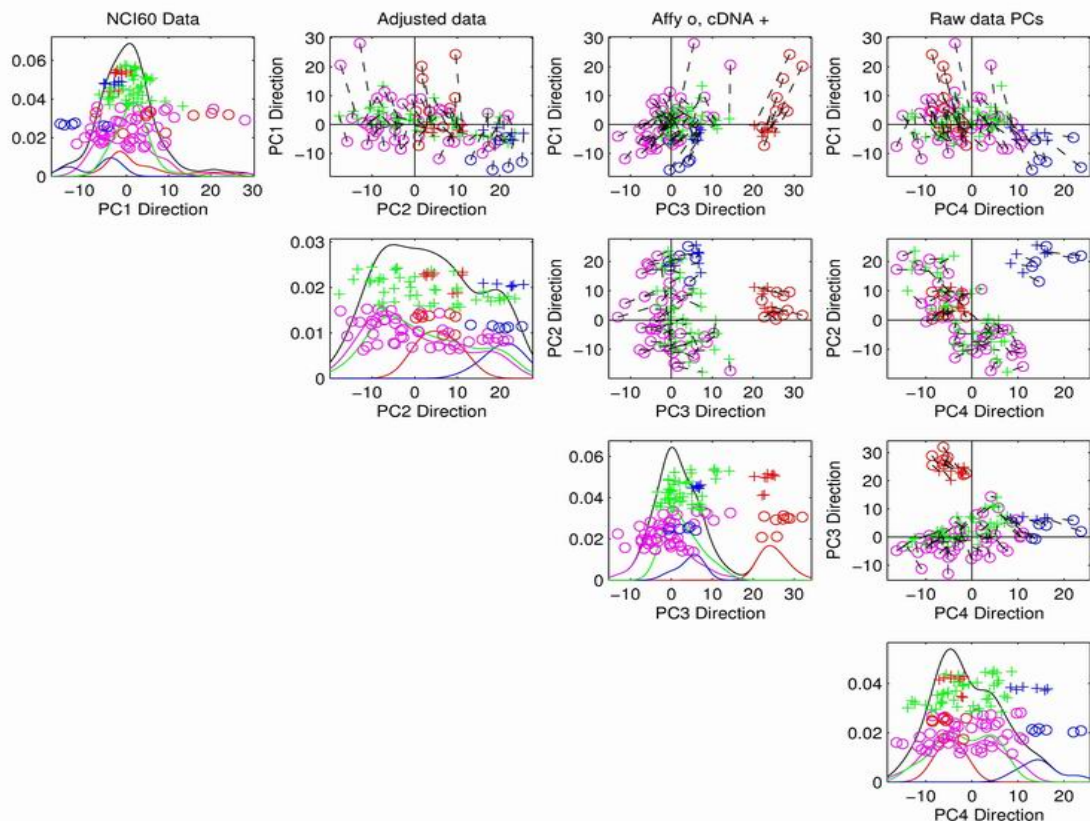 NCI60 Data
Adjusted data
Affy o, cDNA +
Raw data PCs
0.06
0.04
0.02
0
−10 0 10 20 30
PC1 Direction
PC1 Direction
30
20
10
0
−10
−10 0 10 20
PC2 Direction
PC1 Direction
30
20
10
0
−10
−10 0 10 20 30
PC3 Direction
PC1 Direction
30
20
10
0
−10
−10 0 10 20
PC4 Direction
0.03
0.02
0.01
0
−10 0 10 20
PC2 Direction
PC2 Direction
20
10
0
−10
−10 0 10 20 30
PC3 Direction
PC2 Direction
20
10
0
−10
−10 0 10 20
PC4 Direction
0.06
0.04
0.02
0
−10 0 10 20 30
PC3 Direction
PC3 Direction
30
20
10
0
−10
−10 0 10 20
PC4 Direction
0.04
0.02
0
−10 0 10 20
PC4 Direction